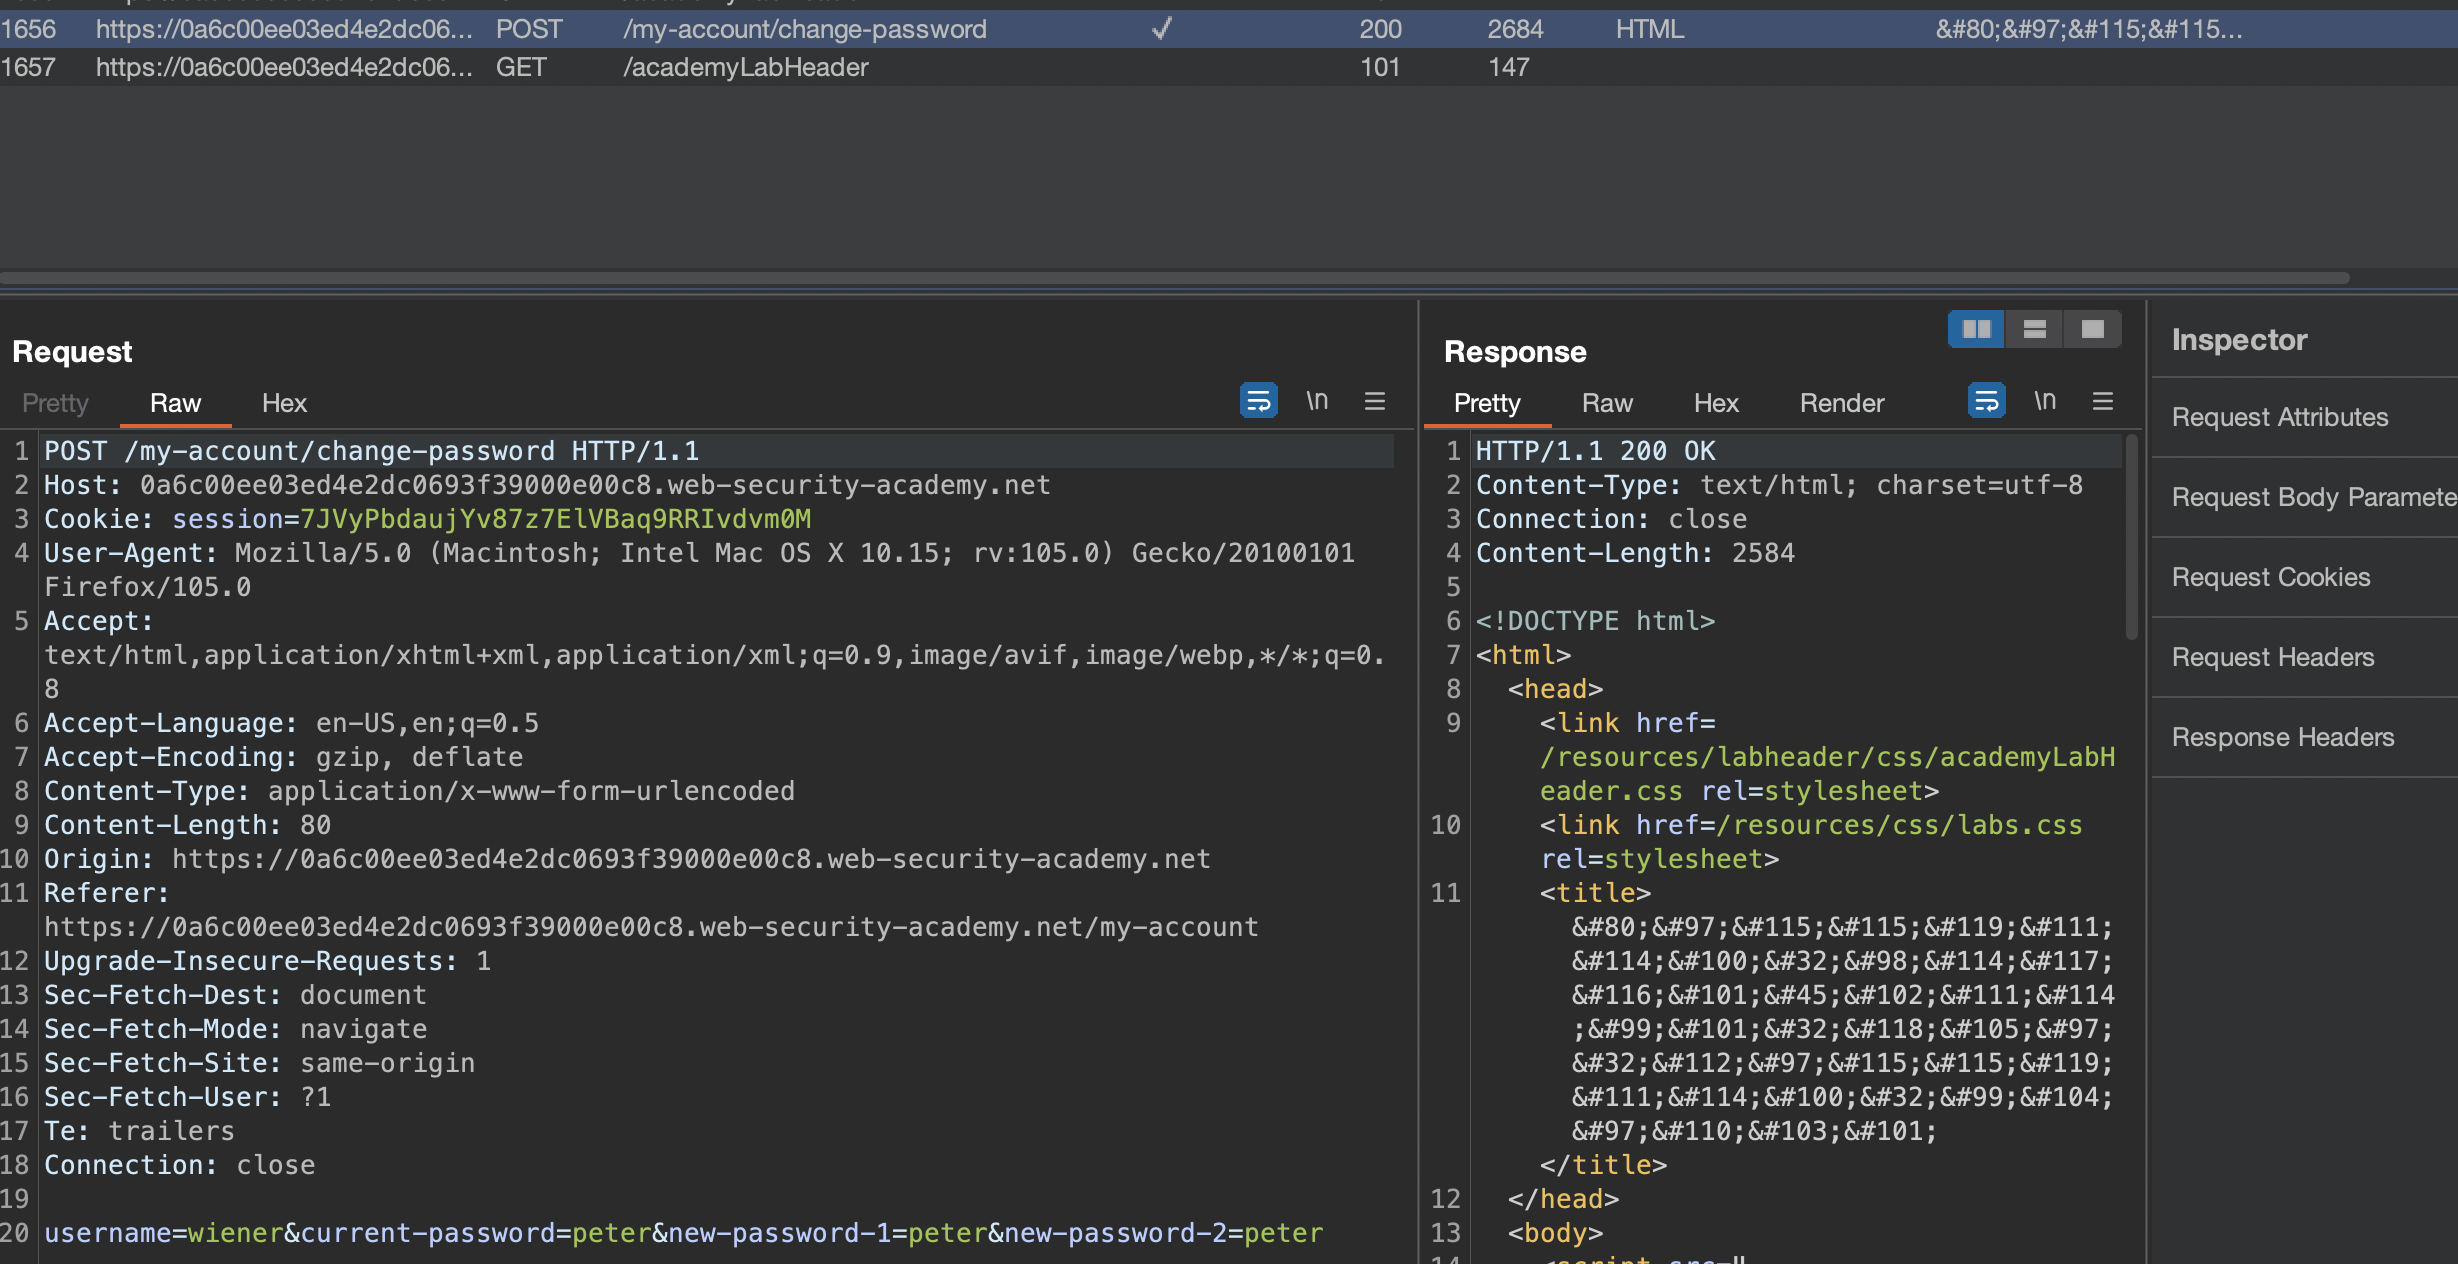 1656 https://0a6c00ee03ed4e2dc06... POST /my-account/change-password ✓ 200 2684 HTML &#80;&#97;&#115;&#115...
1657 https://0a6c00ee03ed4e2dc06... GET /academyLabHeader 101 147
Request
Pretty Raw Hex \n
1 POST /my-account/change-password HTTP/1.1
2 Host: 0a6c00ee03ed4e2dc0693f39000e00c8.web-security-academy.net
3 Cookie: session=7JVyPbdaujYv87z7ElVBaq9RRIvdvm0M
4 User-Agent: Mozilla/5.0 (Macintosh; Intel Mac OS X 10.15; rv:105.0) Gecko/20100101
Firefox/105.0
5 Accept:
text/html,application/xhtml+xml,application/xml;q=0.9,image/avif,image/webp,*/*;q=0.
8
6 Accept-Language: en-US,en;q=0.5
7 Accept-Encoding: gzip, deflate
8 Content-Type: application/x-www-form-urlencoded
9 Content-Length: 80
10 Origin: https://0a6c00ee03ed4e2dc0693f39000e00c8.web-security-academy.net
11 Referer:
https://0a6c00ee03ed4e2dc0693f39000e00c8.web-security-academy.net/my-account
12 Upgrade-Insecure-Requests: 1
13 Sec-Fetch-Dest: document
14 Sec-Fetch-Mode: navigate
15 Sec-Fetch-Site: same-origin
16 Sec-Fetch-User: ?1
17 Te: trailers
18 Connection: close
19
20 username=wiener&current-password=peter&new-password-1=peter&new-password-2=peter
Response
Pretty Raw Hex Render \n
1 HTTP/1.1 200 OK
2 Content-Type: text/html; charset=utf-8
3 Connection: close
4 Content-Length: 2584
5
6 <!DOCTYPE html>
7 <html>
8 <head>
9 <link href=
/resources/labheader/css/academyLabH
eader.css rel=stylesheet>
10 <link href=/resources/css/labs.css
rel=stylesheet>
11 <title>
&#80;&#97;&#115;&#115;&#119;&#111;
&#114;&#100;&#32;&#98;&#114;&#117;
&#116;&#101;&#45;&#102;&#111;&#114
;&#99;&#101;&#32;&#118;&#105;&#97;
&#32;&#112;&#97;&#115;&#115;&#119;
&#111;&#114;&#100;&#32;&#99;&#104;
&#97;&#110;&#103;&#101;
</title>
12 </head>
13 <body>
14 <script src="
Inspector
Request Attributes
Request Body Paramete
Request Cookies
Request Headers
Response Headers